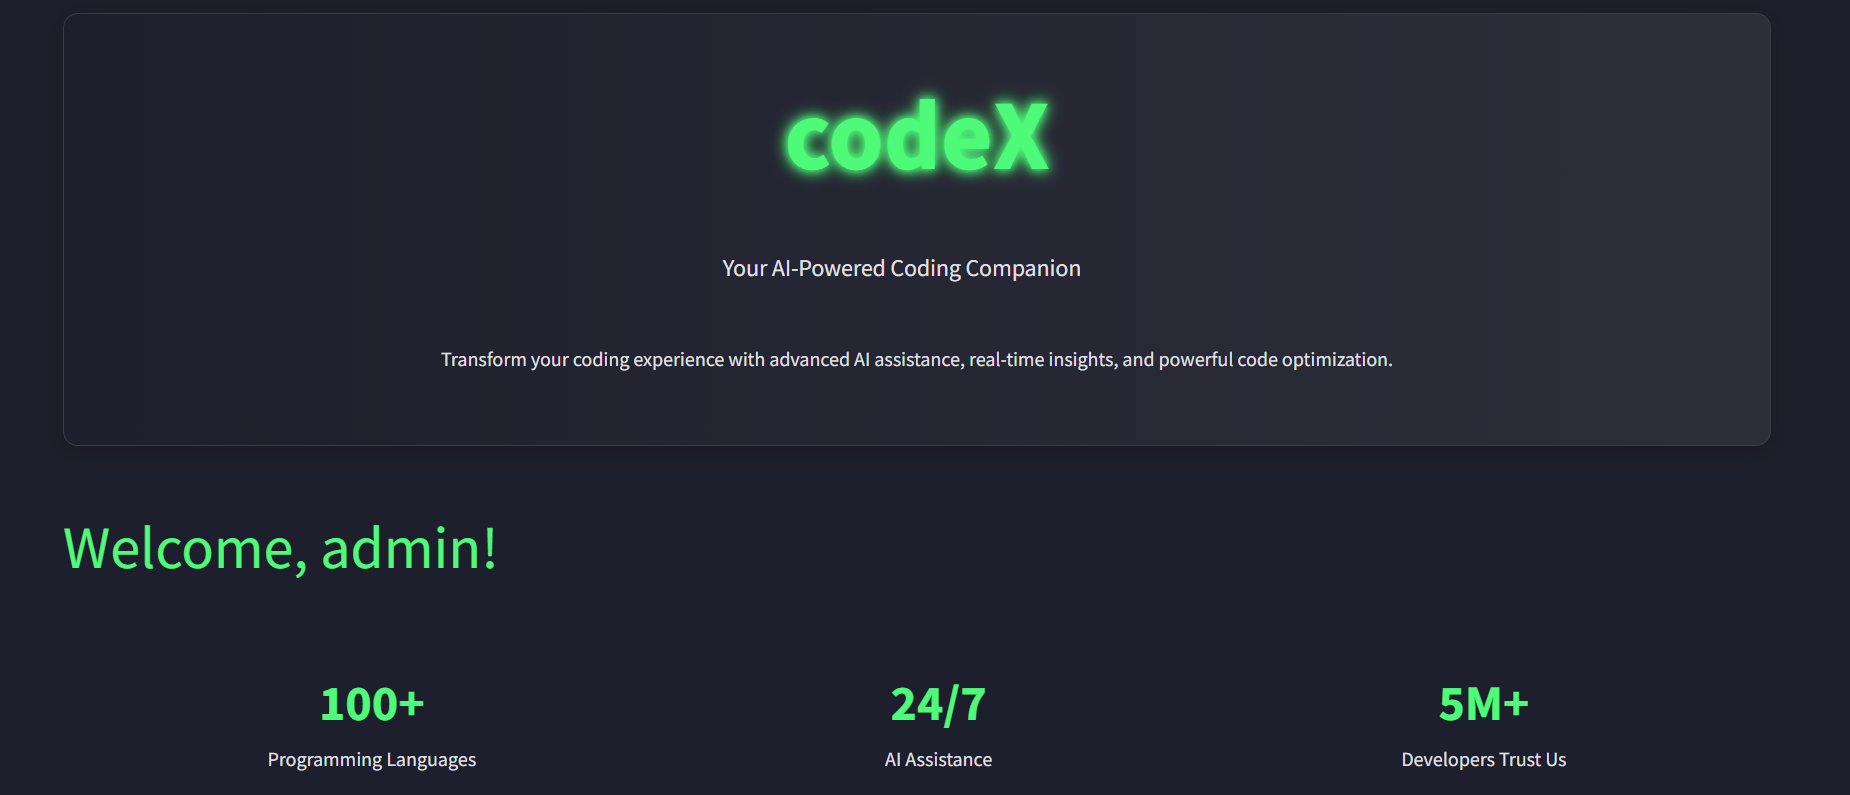 codeX
Your AI-Powered Coding Companion
Transform your coding experience with advanced AI assistance, real-time insights, and powerful code optimization.
Welcome, admin!
100+
Programming Languages
24/7
AI Assistance
5M+
Developers Trust Us